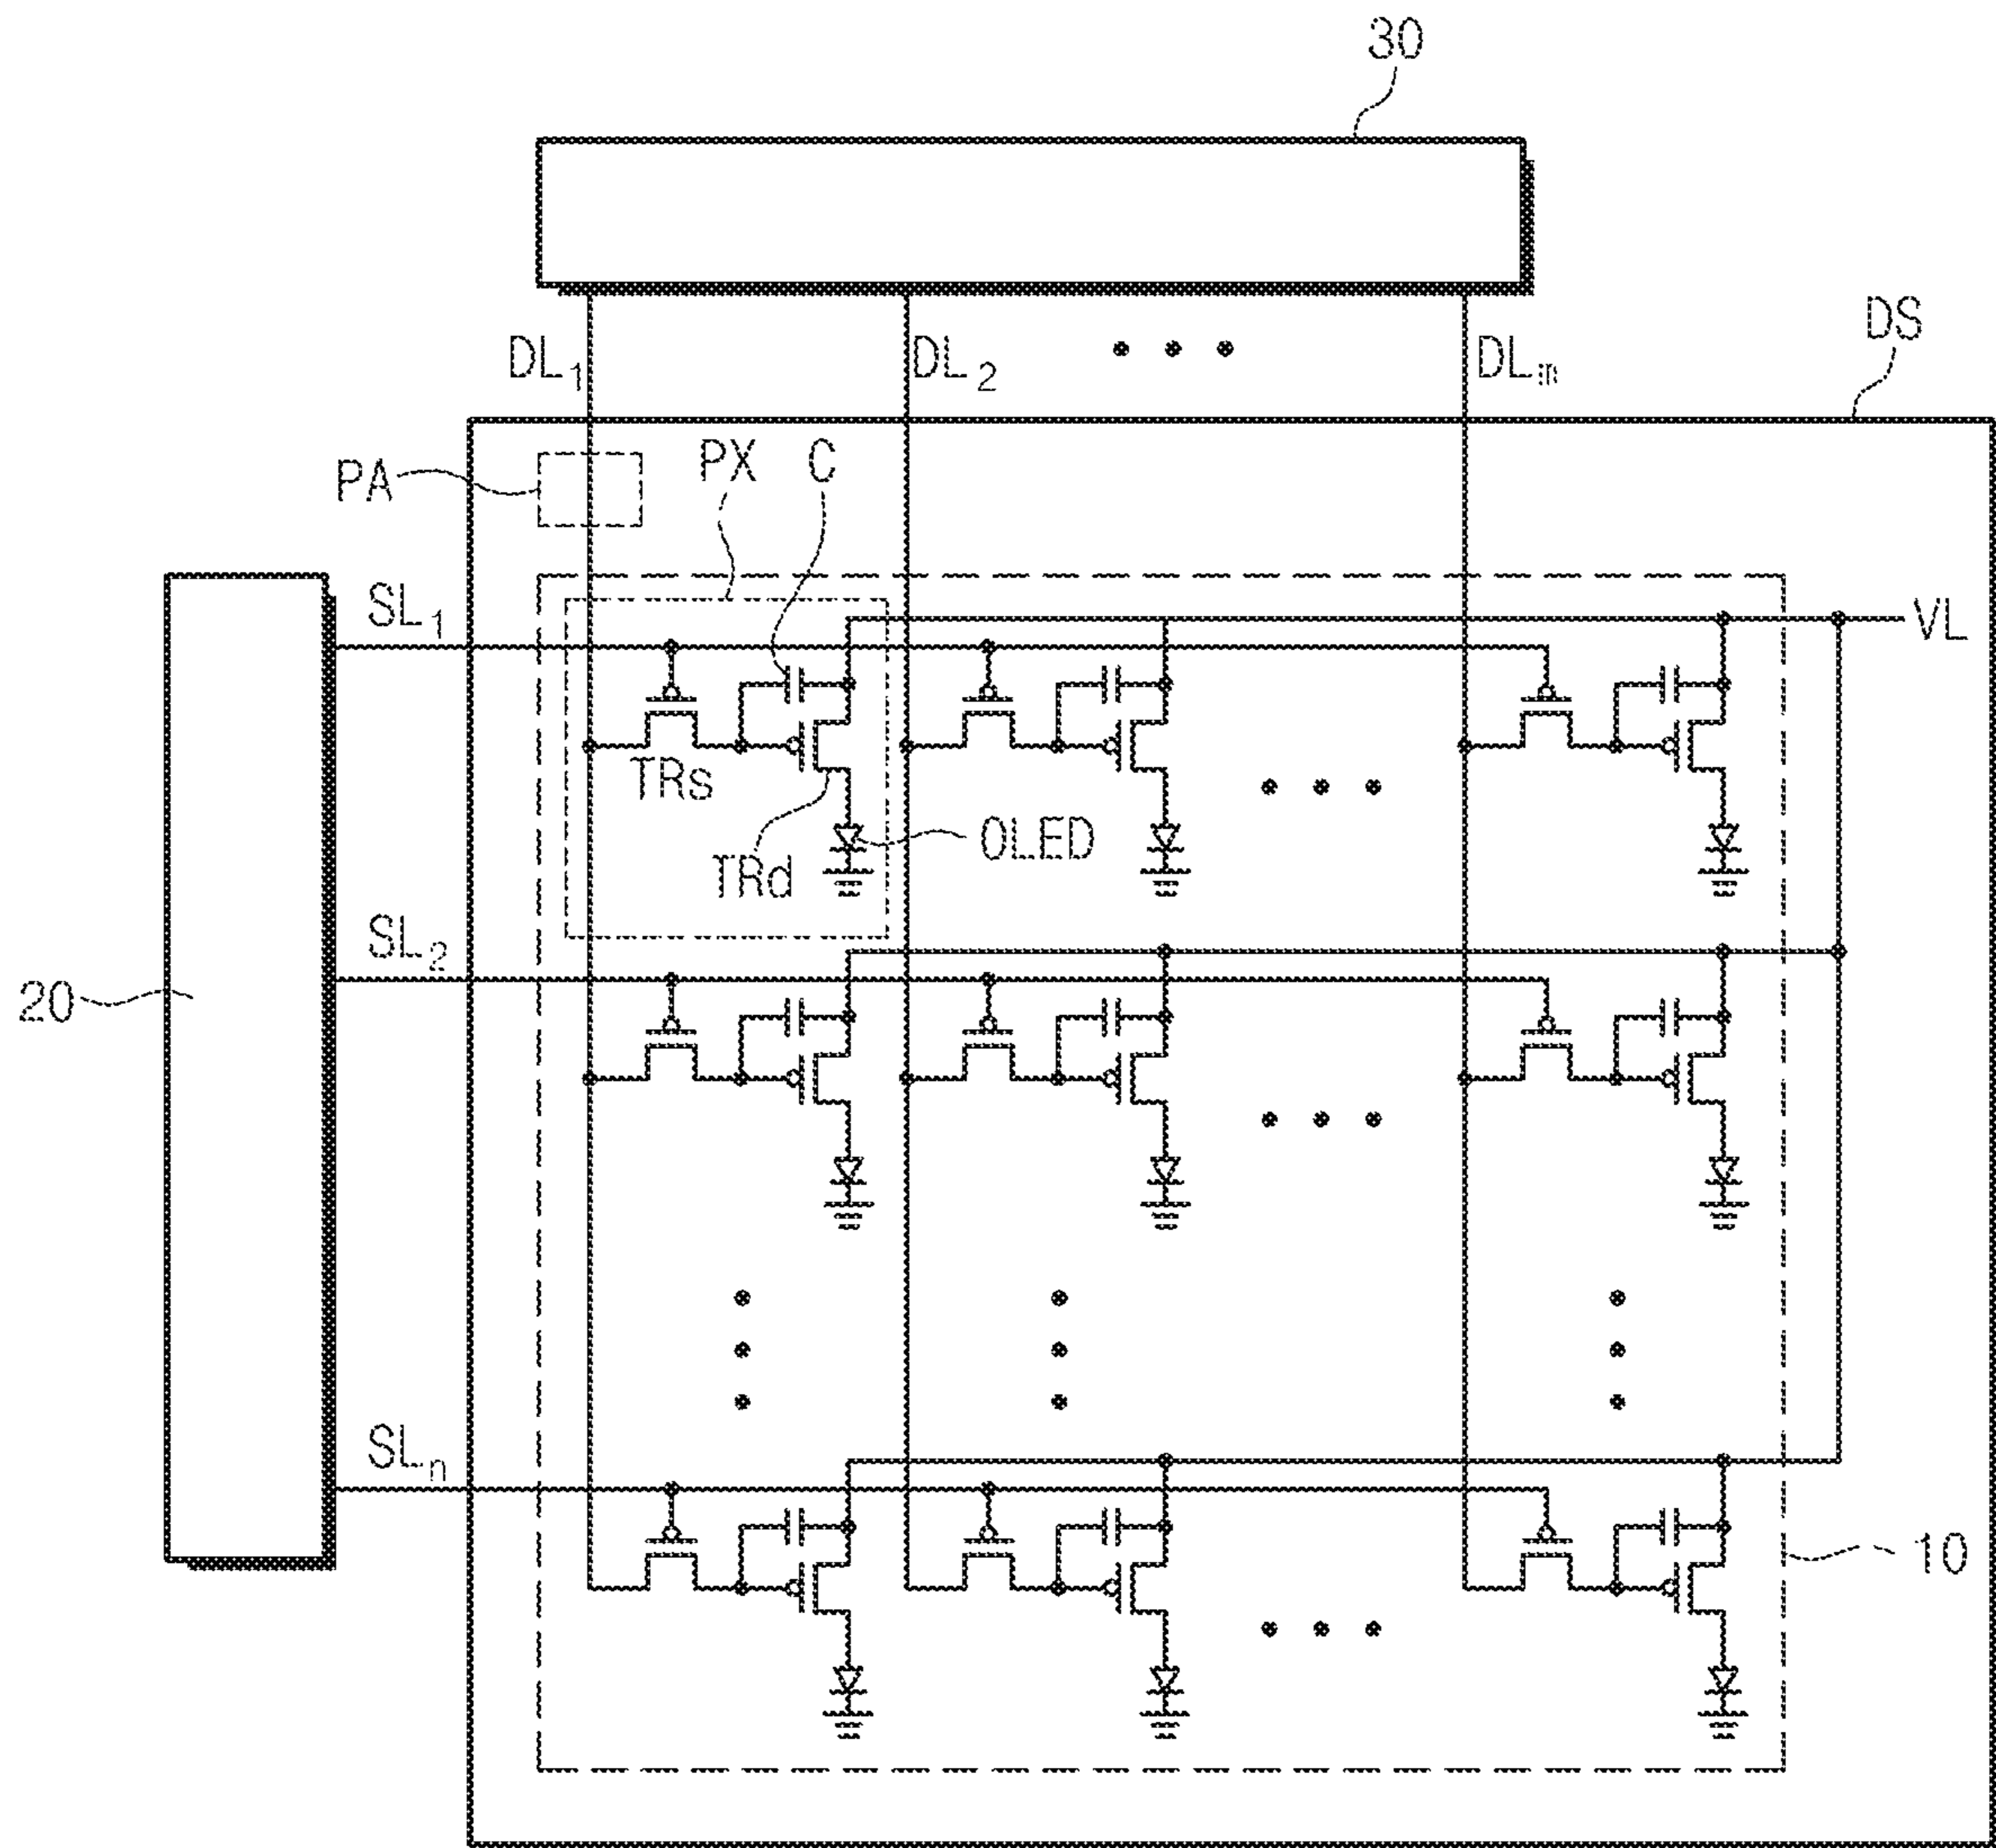 30
DS
DL1 DL2 DLm
PA PX C
SL1
VL
TRs
OLED
TRd
SL2
20
SLn
10